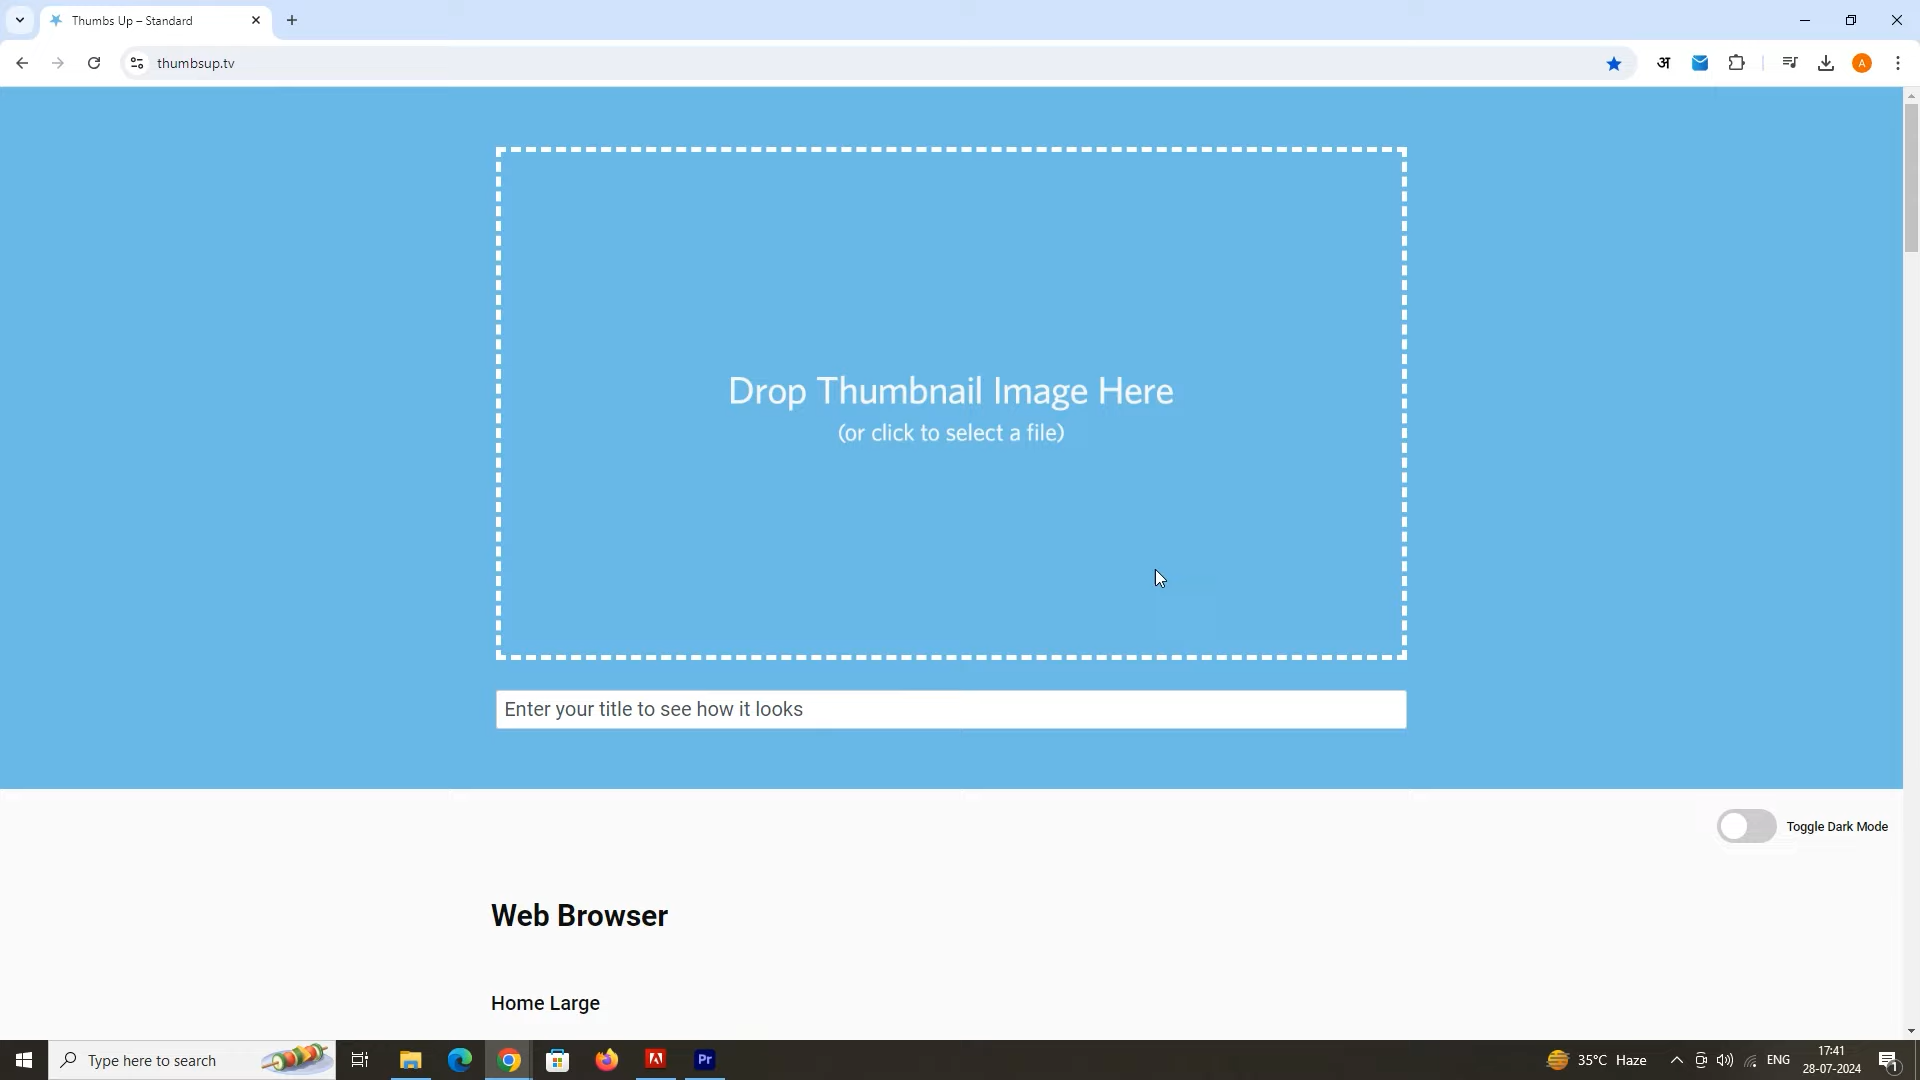 Thumbs Up – Standard
thumbsup.tv
अ
A
Drop Thumbnail Image Here
(or click to select a file)
Enter your title to see how it looks
Toggle Dark Mode
Web Browser
Home Large
Type here to search
Pr
35°C Haze
ENG
17:41
28-07-2024
1